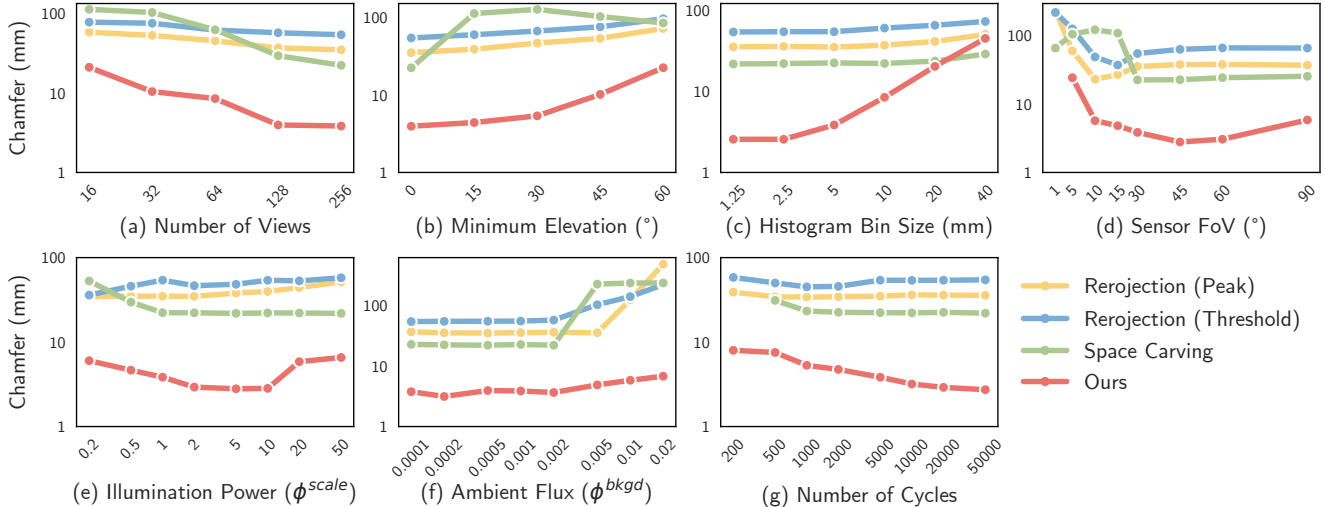 Chamfer (mm)
100
10
1
16 32 64 128 256
(a) Number of Views
100
10
1
0 15 30 45 60
(b) Minimum Elevation (°)
100
10
1
1.25 2.5 5 10 20 40
(c) Histogram Bin Size (mm)
100
10
1
1 5 10 15 30 45 60 90
(d) Sensor FoV (°)
Chamfer (mm)
100
10
1
0.2 0.5 1 2 5 10 20 50
(e) Illumination Power (ϕ^scale)
100
10
1
0.0001 0.0002 0.0005 0.001 0.002 0.005 0.01 0.02
(f) Ambient Flux (ϕ^bkgd)
100
10
1
200 500 1000 2000 5000 10000 20000 50000
(g) Number of Cycles
Rerojection (Peak)
Rerojection (Threshold)
Space Carving
Ours